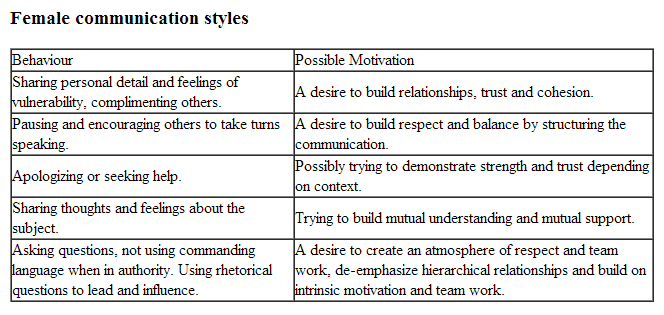 Female communication styles
Behaviour
Possible Motivation
Sharing personal detail and feelings of
vulnerability, complimenting others.
A desire to build relationships, trust and cohesion.
Pausing and encouraging others to take turns
speaking.
A desire to build respect and balance by structuring the
communication.
Apologizing or seeking help.
Possibly trying to demonstrate strength and trust depending
on context.
Sharing thoughts and feelings about the
subject.
Trying to build mutual understanding and mutual support.
Asking questions, not using commanding
language when in authority. Using rhetorical
questions to lead and influence.
A desire to create an atmosphere of respect and team
work, de-emphasize hierarchical relationships and build on
intrinsic motivation and team work.